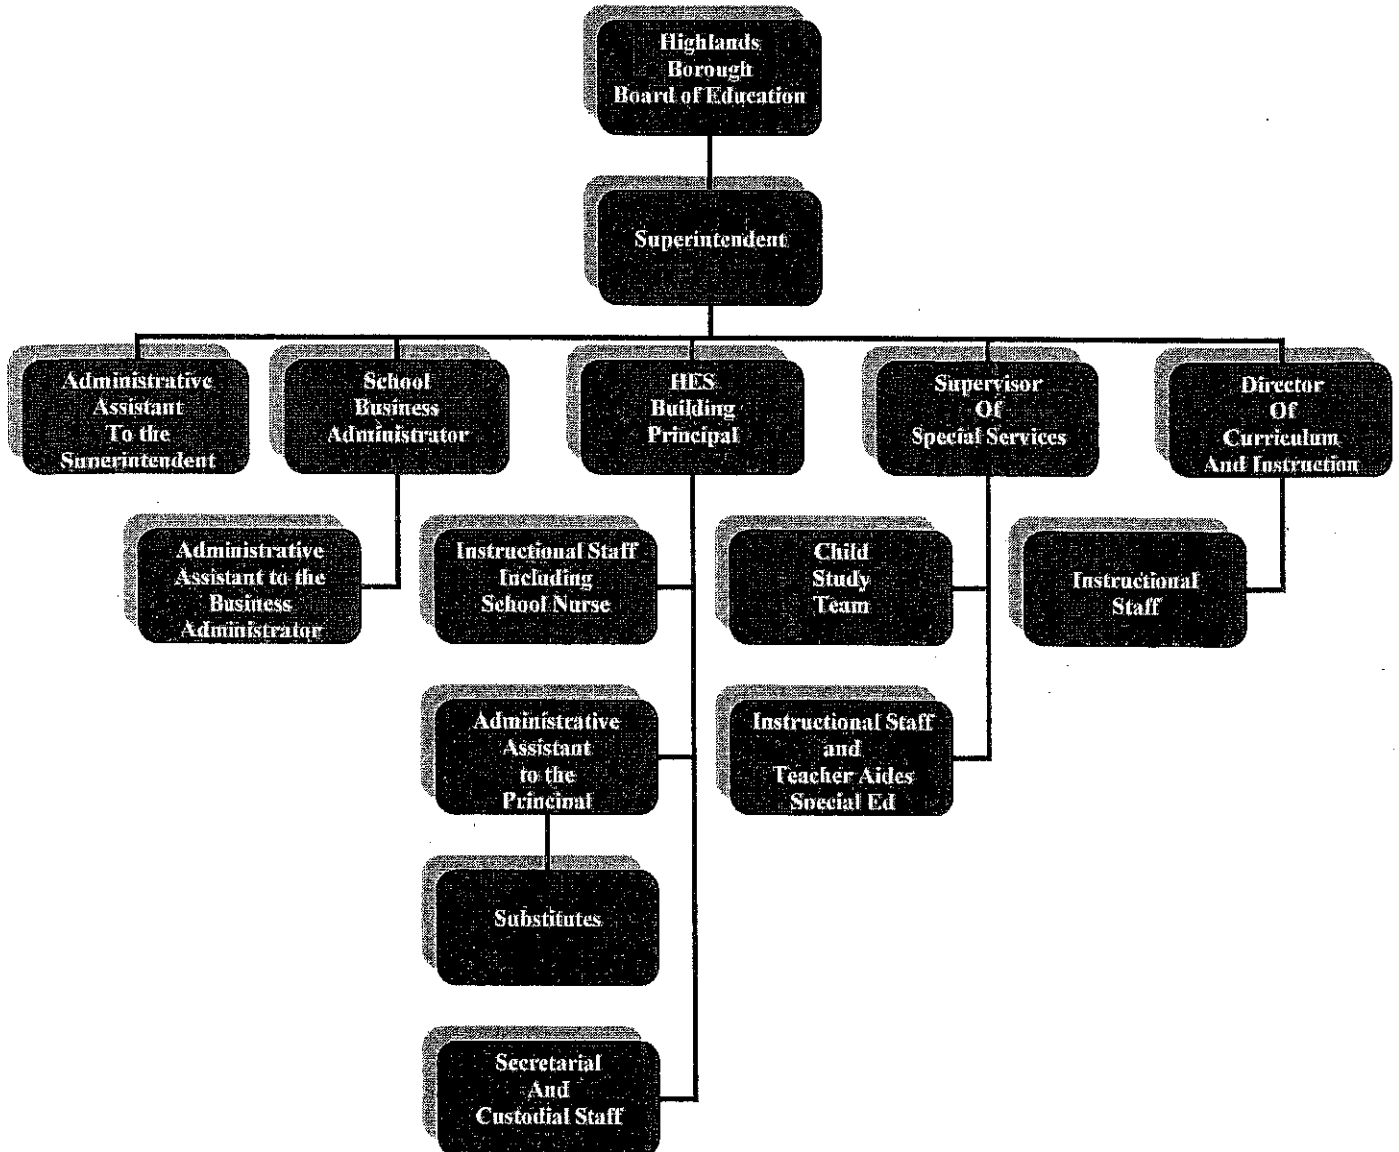 Highlands
Borough
Board of Education
Superintendent
Administrative
Assistant
To the
Superintendent
School
Business
Administrator
HES
Building
Principal
Supervisor
Of
Special Services
Director
Of
Curriculum
And Instruction
Administrative
Assistant to the
Business
Administrator
Instructional Staff
Including
School Nurse
Child
Study
Team
Instructional
Staff
Administrative
Assistant
to the
Principal
Instructional Staff
and
Teacher Aides
Special Ed
Substitutes
Secretarial
And
Custodial Staff